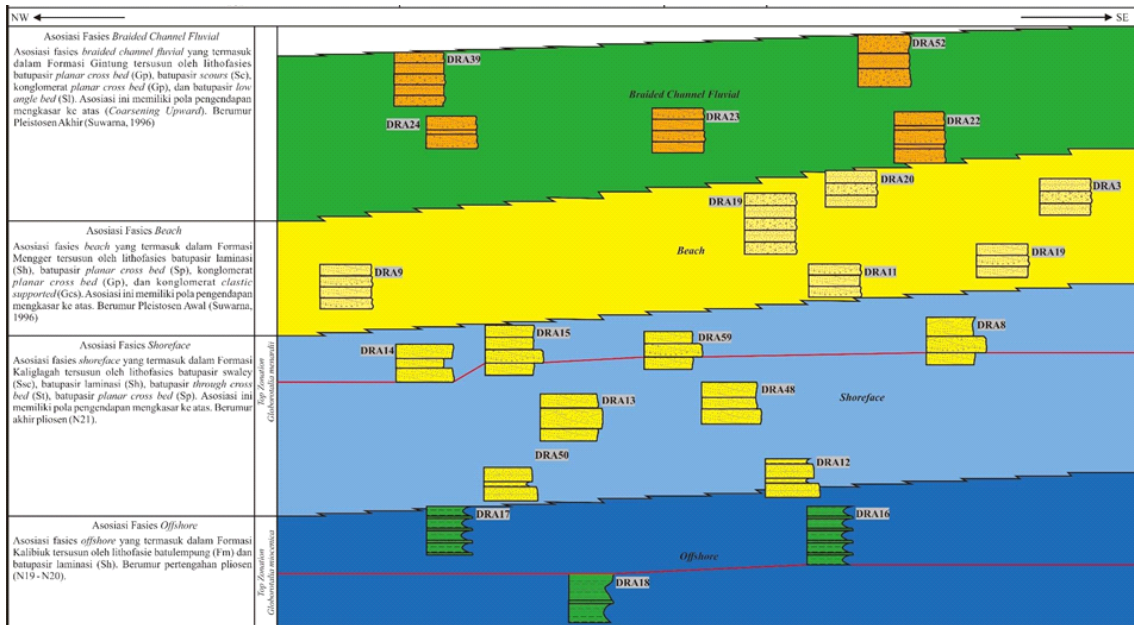 NW
SE
Asosiasi Fasies Braided Channel Fluvial
Asosiasi fasies braided channel fluvial yang termasuk
dalam Formasi Gintung tersusun oleh lithofasies
batupasir planar cross bed (Gp), batupasir scours (Sc),
konglomerat planar cross bed (Gp), dan batupasir low
angle bed (Sl). Asosiasi ini memiliki pola pengendapan
mengkasar ke atas (Coarsening Upward). Berumur
Pleistosen Akhir (Suwarna, 1996)
DRA39
DRA52
Braided Channel Fluvial
DRA24
DRA23
DRA22
Asosiasi Fasies Beach
Asosiasi fasies beach yang termasuk dalam Formasi
Mengger tersusun oleh lithofasies batupasir laminasi
(Sh), batupasir planar cross bed (Sp), konglomerat
planar cross bed (Gp), dan konglomerat clastic
supported (Gcs). Asosiasi ini memiliki pola pengendapan
mengkasar ke atas. Berumur Pleistosen Awal (Suwarna,
1996)
DRA20
DRA3
DRA19
Beach
DRA19
DRA9
DRA11
Asosiasi Fasies Shoreface
Asosiasi fasies shoreface yang termasuk dalam Formasi
Kaliglagah tersusun oleh lithofasies batupasir swaley
(Ssc), batupasir laminasi (Sh), batupasir through cross
bed (St), batupasir planar cross bed (Sp). Asosiasi ini
memiliki pola pengendapan mengkasar ke atas. Berumur
akhir pliosen (N21).
Top Zonation
Globorotalia menardii
DRA14
DRA15
DRA59
DRA8
DRA13
DRA48
Shoreface
DRA50
DRA12
Asosiasi Fasies Offshore
Asosiasi fasies offshore yang termasuk dalam Formasi
Kalibiuk tersusun oleh lithofasie batulempung (Fm) dan
batupasir laminasi (Sh). Berumur pertengahan pliosen
(N19 - N20).
Top Zonation
Globorotalia miocenica
DRA17
DRA16
Offshore
DRA18